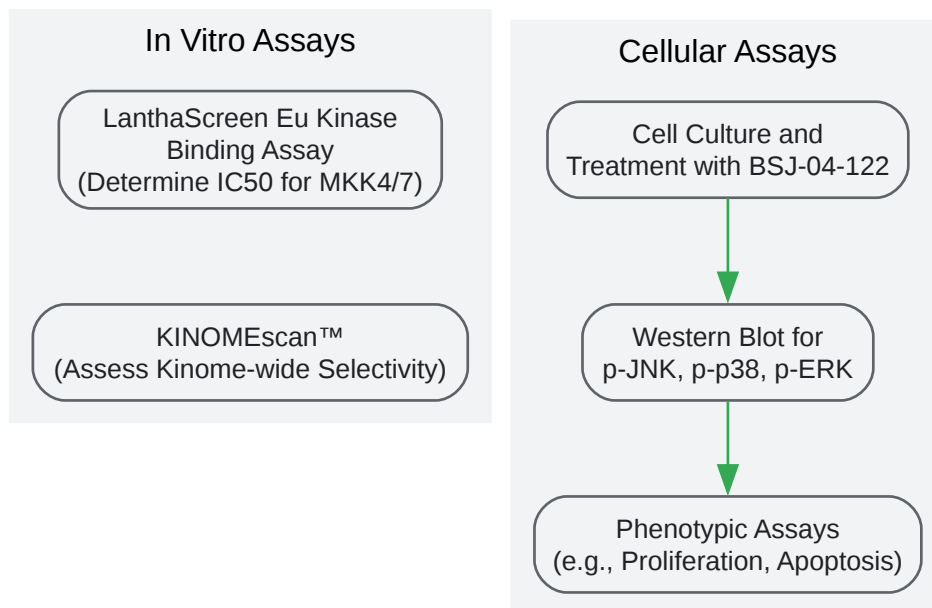 In Vitro Assays
LanthaScreen Eu Kinase
Binding Assay
(Determine IC50 for MKK4/7)
KINOMEscan™
(Assess Kinome-wide Selectivity)
Cellular Assays
Cell Culture and
Treatment with BSJ-04-122
Western Blot for
p-JNK, p-p38, p-ERK
Phenotypic Assays
(e.g., Proliferation, Apoptosis)